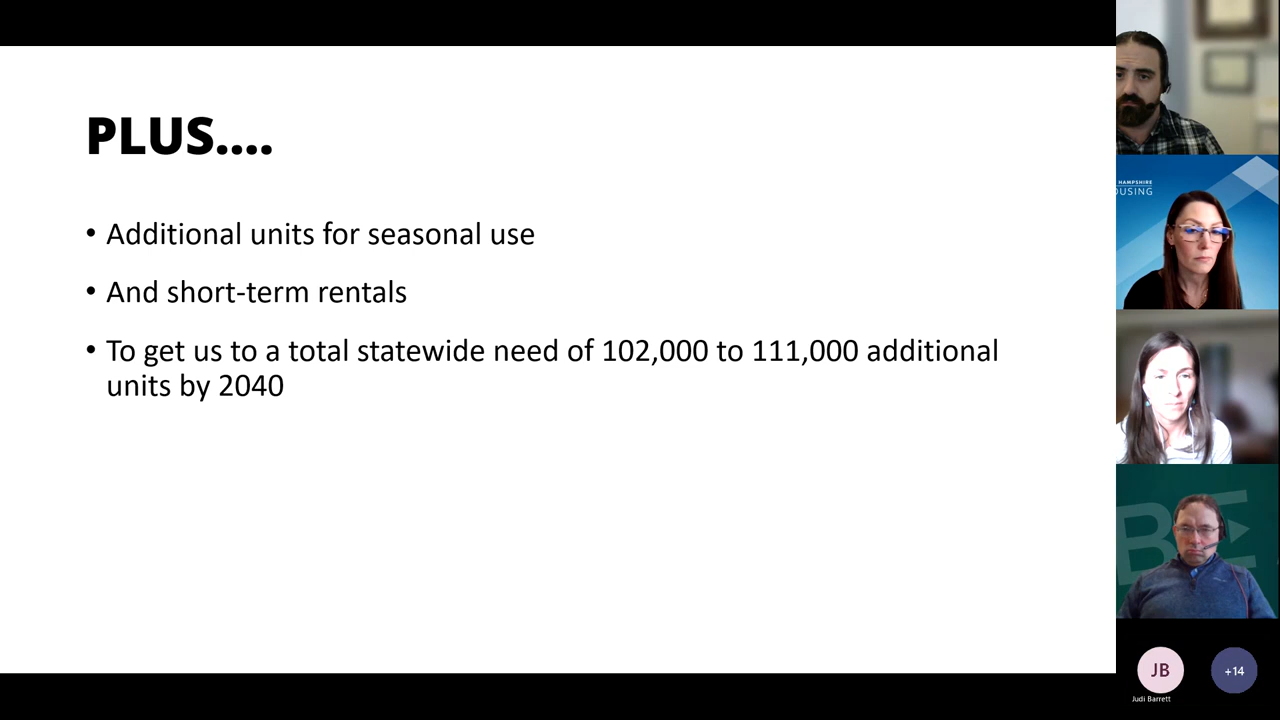 PLUS....
• Additional units for seasonal use
• And short-term rentals
• To get us to a total statewide need of 102,000 to 111,000 additional
units by 2040
HAMPSHIRE
OUSING
BE
JB
+14
Judi Barrett